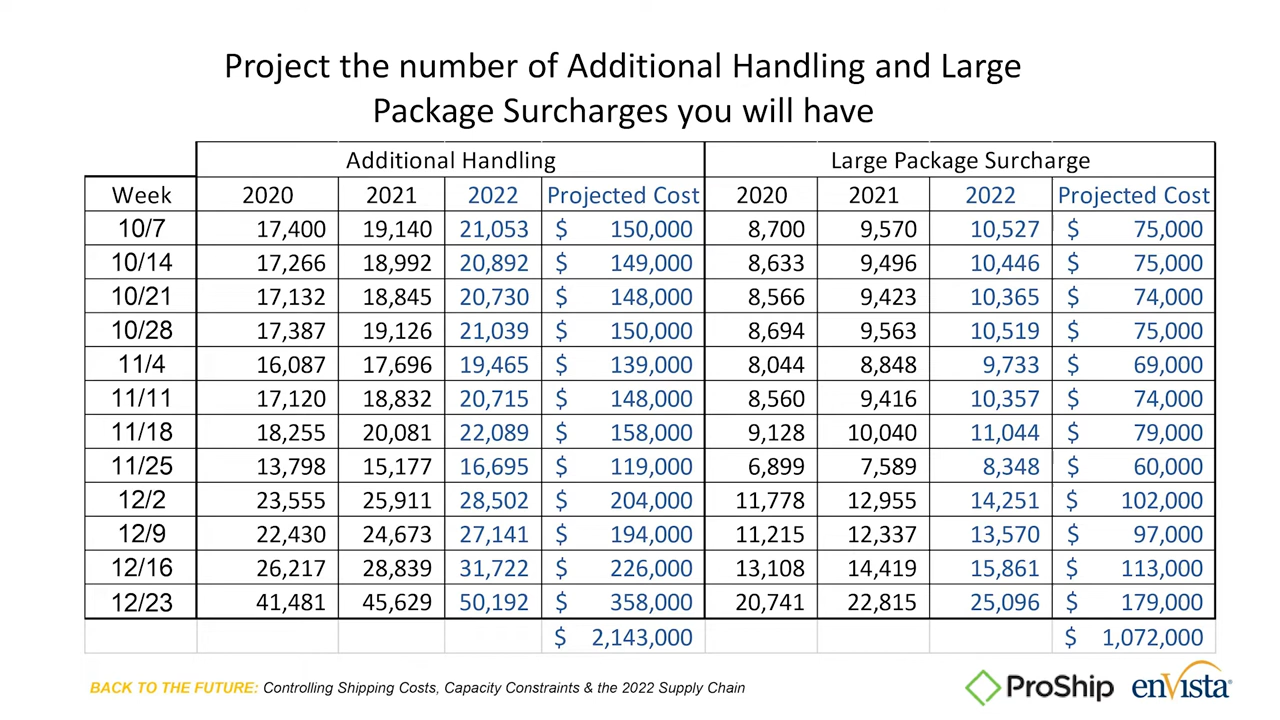 Project the number of Additional Handling and Large
Package Surcharges you will have
Additional Handling Large Package Surcharge
Week 2020 2021 2022 Projected Cost 2020 2021 2022 Projected Cost
10/7 17,400 19,140 21,053 $ 150,000 8,700 9,570 10,527 $ 75,000
10/14 17,266 18,992 20,892 $ 149,000 8,633 9,496 10,446 $ 75,000
10/21 17,132 18,845 20,730 $ 148,000 8,566 9,423 10,365 $ 74,000
10/28 17,387 19,126 21,039 $ 150,000 8,694 9,563 10,519 $ 75,000
11/4 16,087 17,696 19,465 $ 139,000 8,044 8,848 9,733 $ 69,000
11/11 17,120 18,832 20,715 $ 148,000 8,560 9,416 10,357 $ 74,000
11/18 18,255 20,081 22,089 $ 158,000 9,128 10,040 11,044 $ 79,000
11/25 13,798 15,177 16,695 $ 119,000 6,899 7,589 8,348 $ 60,000
12/2 23,555 25,911 28,502 $ 204,000 11,778 12,955 14,251 $ 102,000
12/9 22,430 24,673 27,141 $ 194,000 11,215 12,337 13,570 $ 97,000
12/16 26,217 28,839 31,722 $ 226,000 13,108 14,419 15,861 $ 113,000
12/23 41,481 45,629 50,192 $ 358,000 20,741 22,815 25,096 $ 179,000
$ 2,143,000 $ 1,072,000
BACK TO THE FUTURE: Controlling Shipping Costs, Capacity Constraints & the 2022 Supply Chain
ProShip enVista®